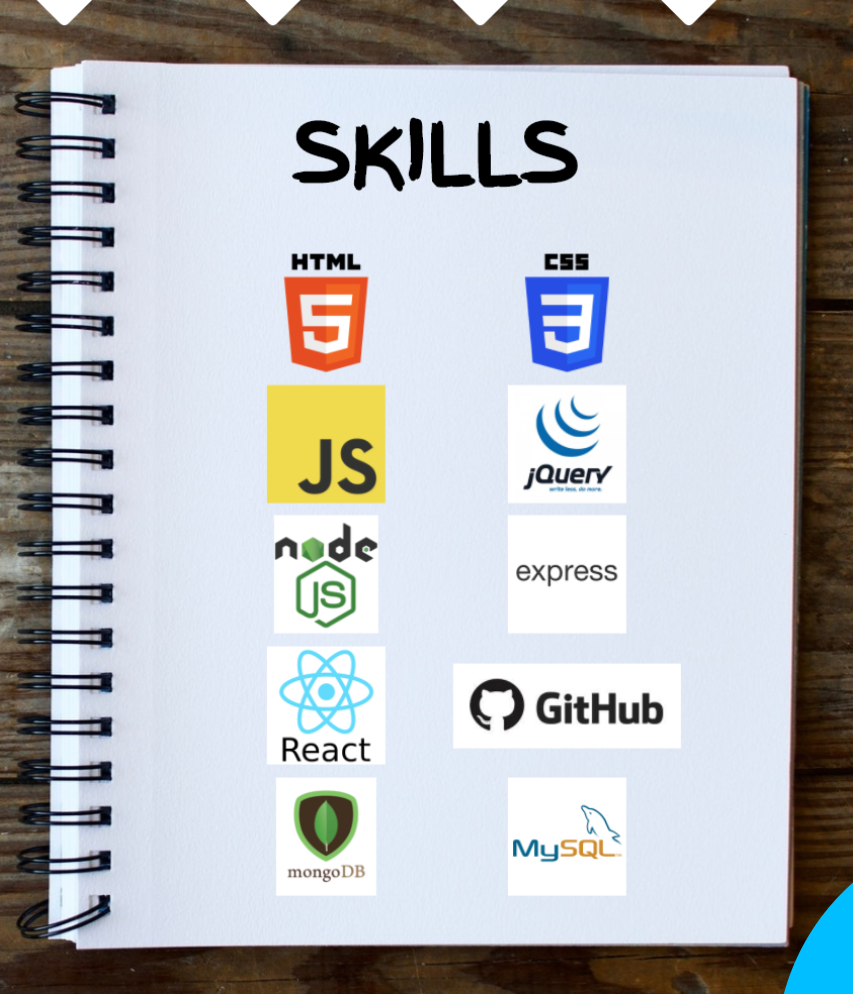 SKILLS
HTML
CSS
5
3
JS
jQuery
write less, do more.
node
JS
express
React
GitHub
mongoDB
MySQL